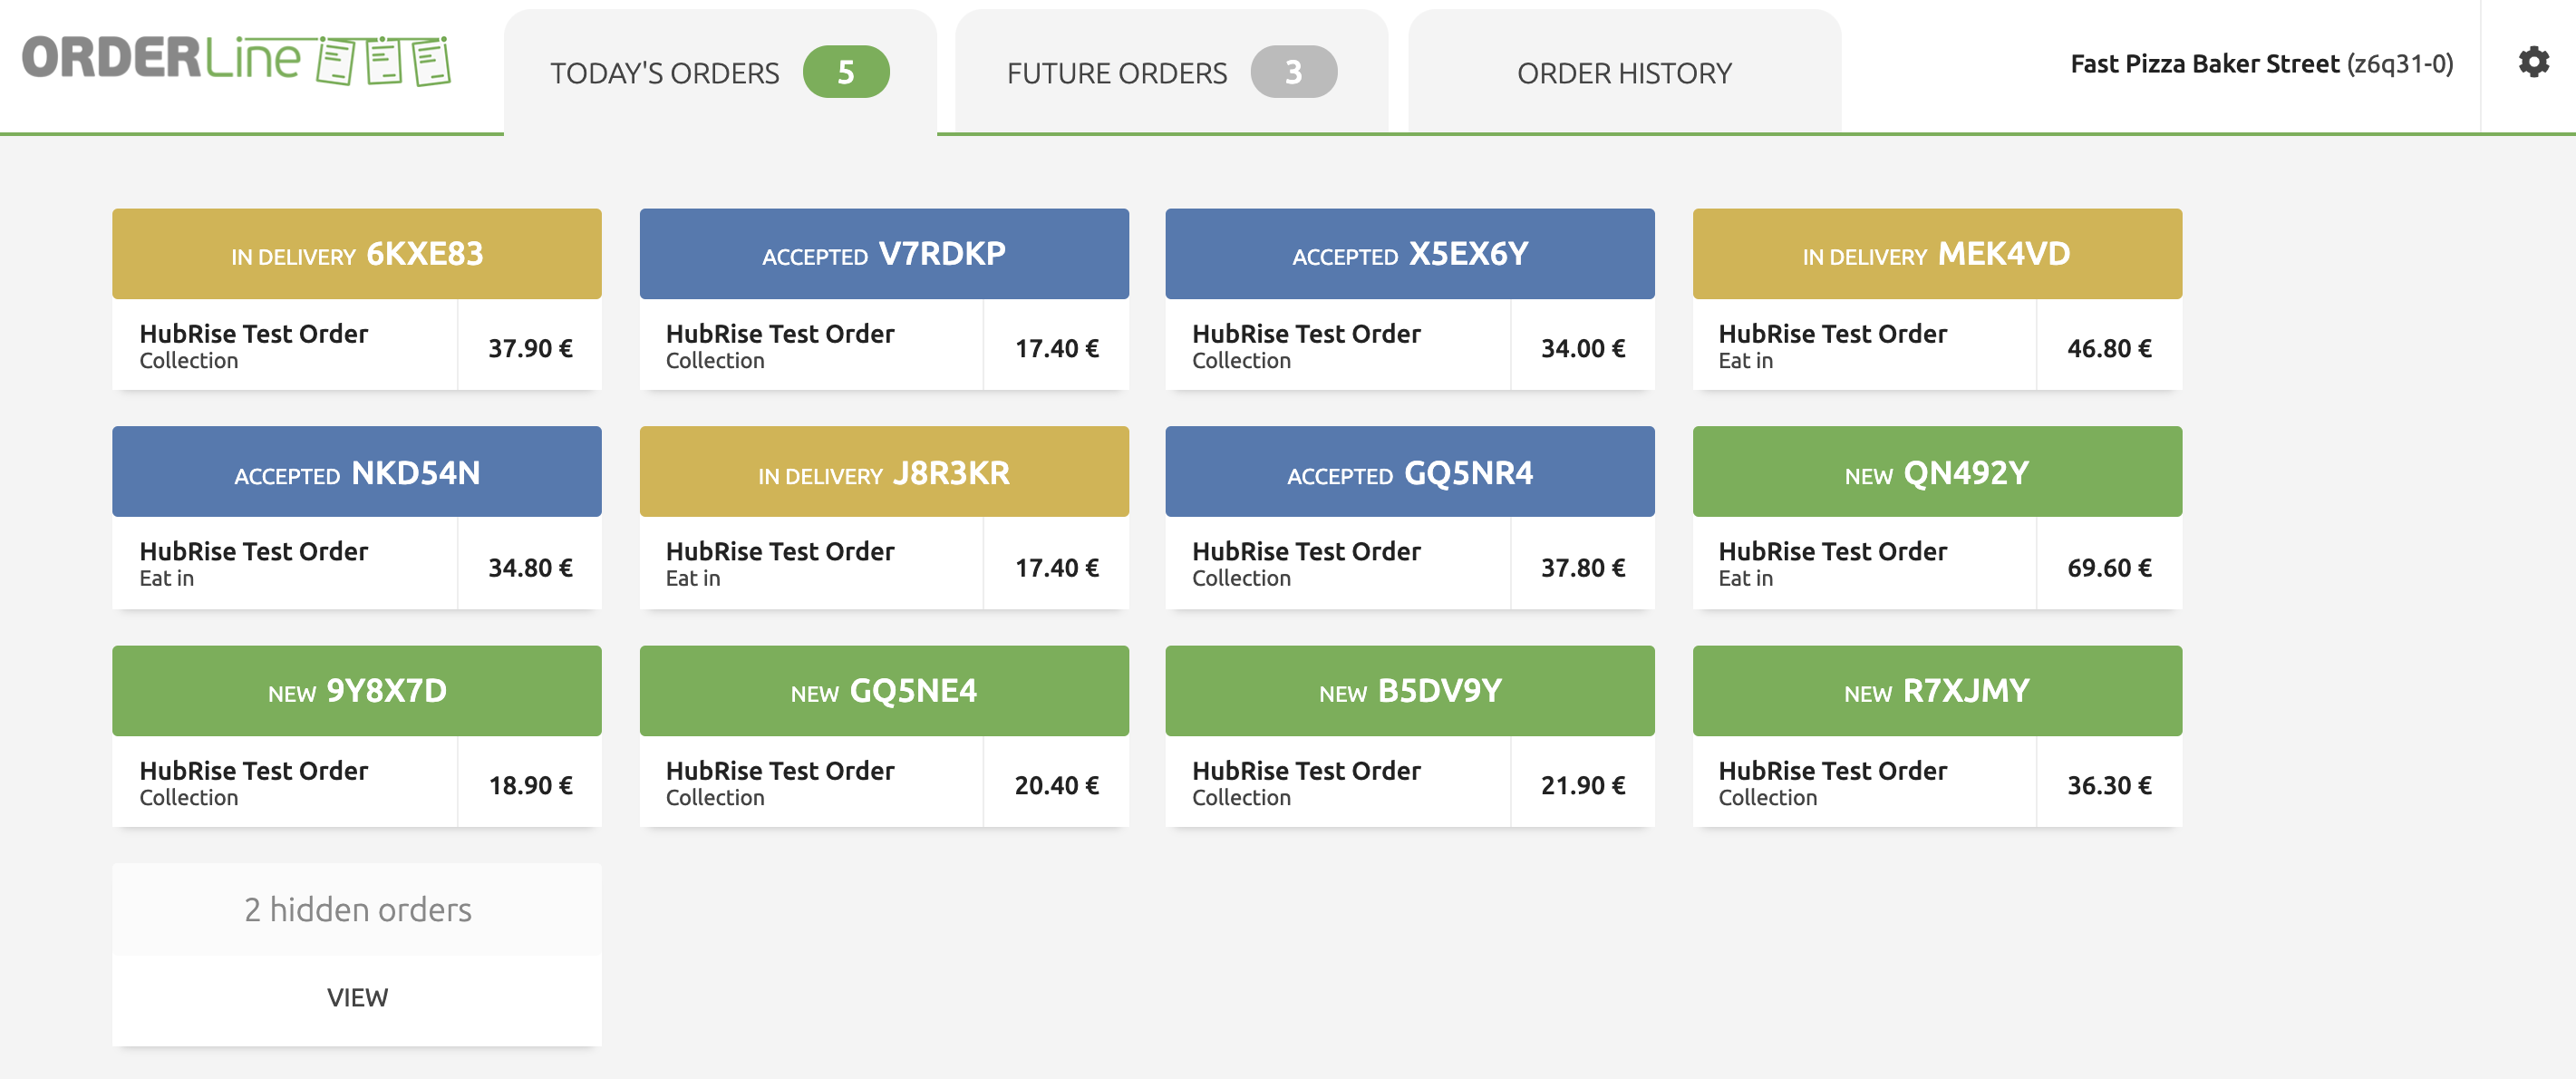 ORDERLine
TODAY'S ORDERS 5
FUTURE ORDERS 3
ORDER HISTORY
Fast Pizza Baker Street (z6q31-0)
IN DELIVERY 6KXE83
HubRise Test Order
Collection
37.90 €
ACCEPTED V7RDKP
HubRise Test Order
Collection
17.40 €
ACCEPTED X5EX6Y
HubRise Test Order
Collection
34.00 €
IN DELIVERY MEK4VD
HubRise Test Order
Eat in
46.80 €
ACCEPTED NKD54N
HubRise Test Order
Eat in
34.80 €
IN DELIVERY J8R3KR
HubRise Test Order
Eat in
17.40 €
ACCEPTED GQ5NR4
HubRise Test Order
Collection
37.80 €
NEW QN492Y
HubRise Test Order
Eat in
69.60 €
NEW 9Y8X7D
HubRise Test Order
Collection
18.90 €
NEW GQ5NE4
HubRise Test Order
Collection
20.40 €
NEW B5DV9Y
HubRise Test Order
Collection
21.90 €
NEW R7XJMY
HubRise Test Order
Collection
36.30 €
2 hidden orders
VIEW